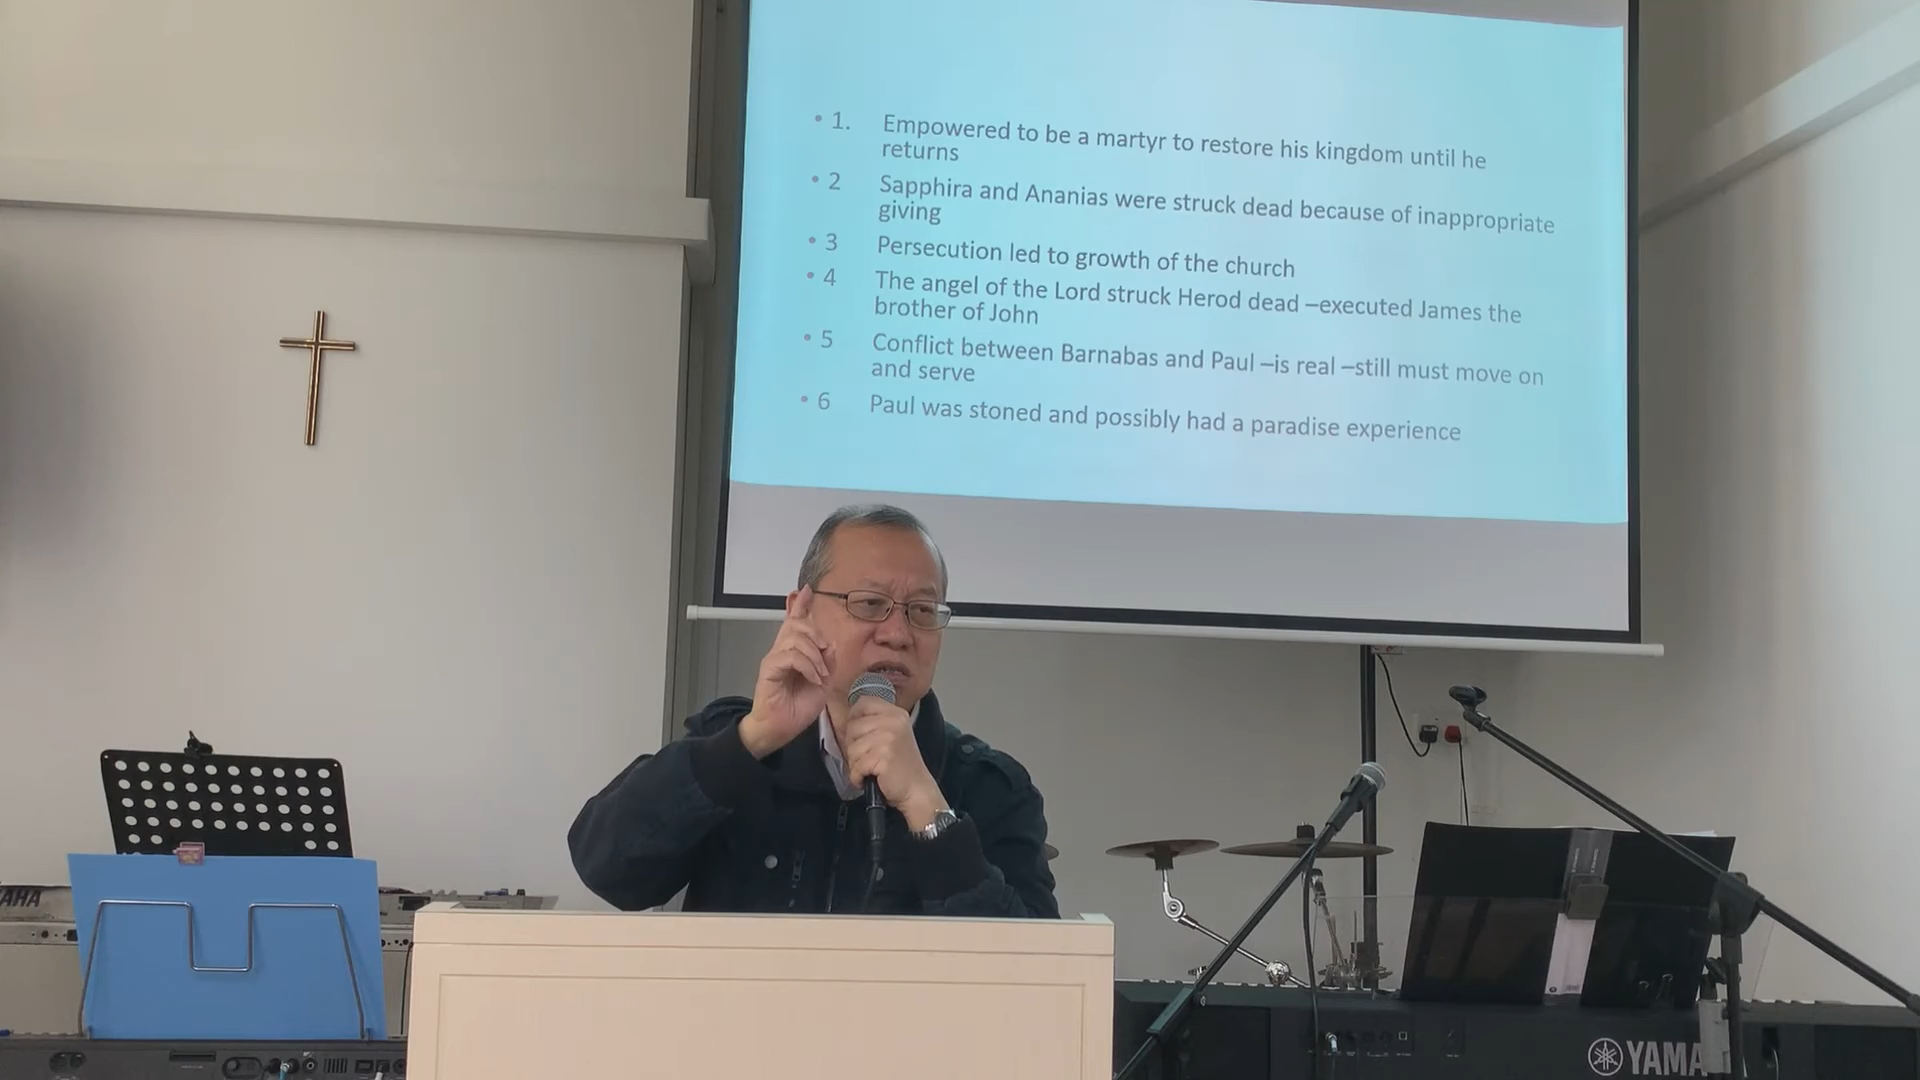 • 1. Empowered to be a martyr to restore his kingdom until he
returns
• 2 Sapphira and Ananias were struck dead because of inappropriate
giving
• 3 Persecution led to growth of the church
• 4 The angel of the Lord struck Herod dead –executed James the
brother of John
• 5 Conflict between Barnabas and Paul –is real –still must move on
and serve
• 6 Paul was stoned and possibly had a paradise experience
AHA
YAMA